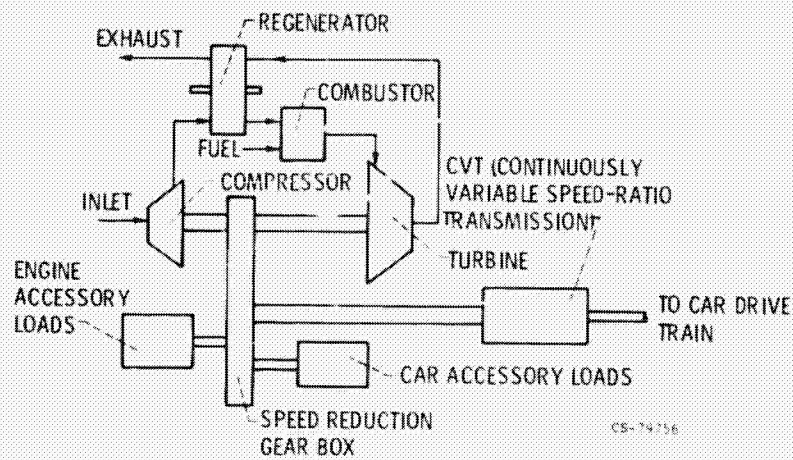 REGENERATOR
EXHAUST
COMBUSTOR
FUEL
CVT (CONTINUOUSLY
VARIABLE SPEED-RATIO
TRANSMISSION)
COMPRESSOR
INLET
TURBINE
ENGINE
ACCESSORY
LOADS
TO CAR DRIVE
TRAIN
CAR ACCESSORY LOADS
SPEED REDUCTION
GEAR BOX